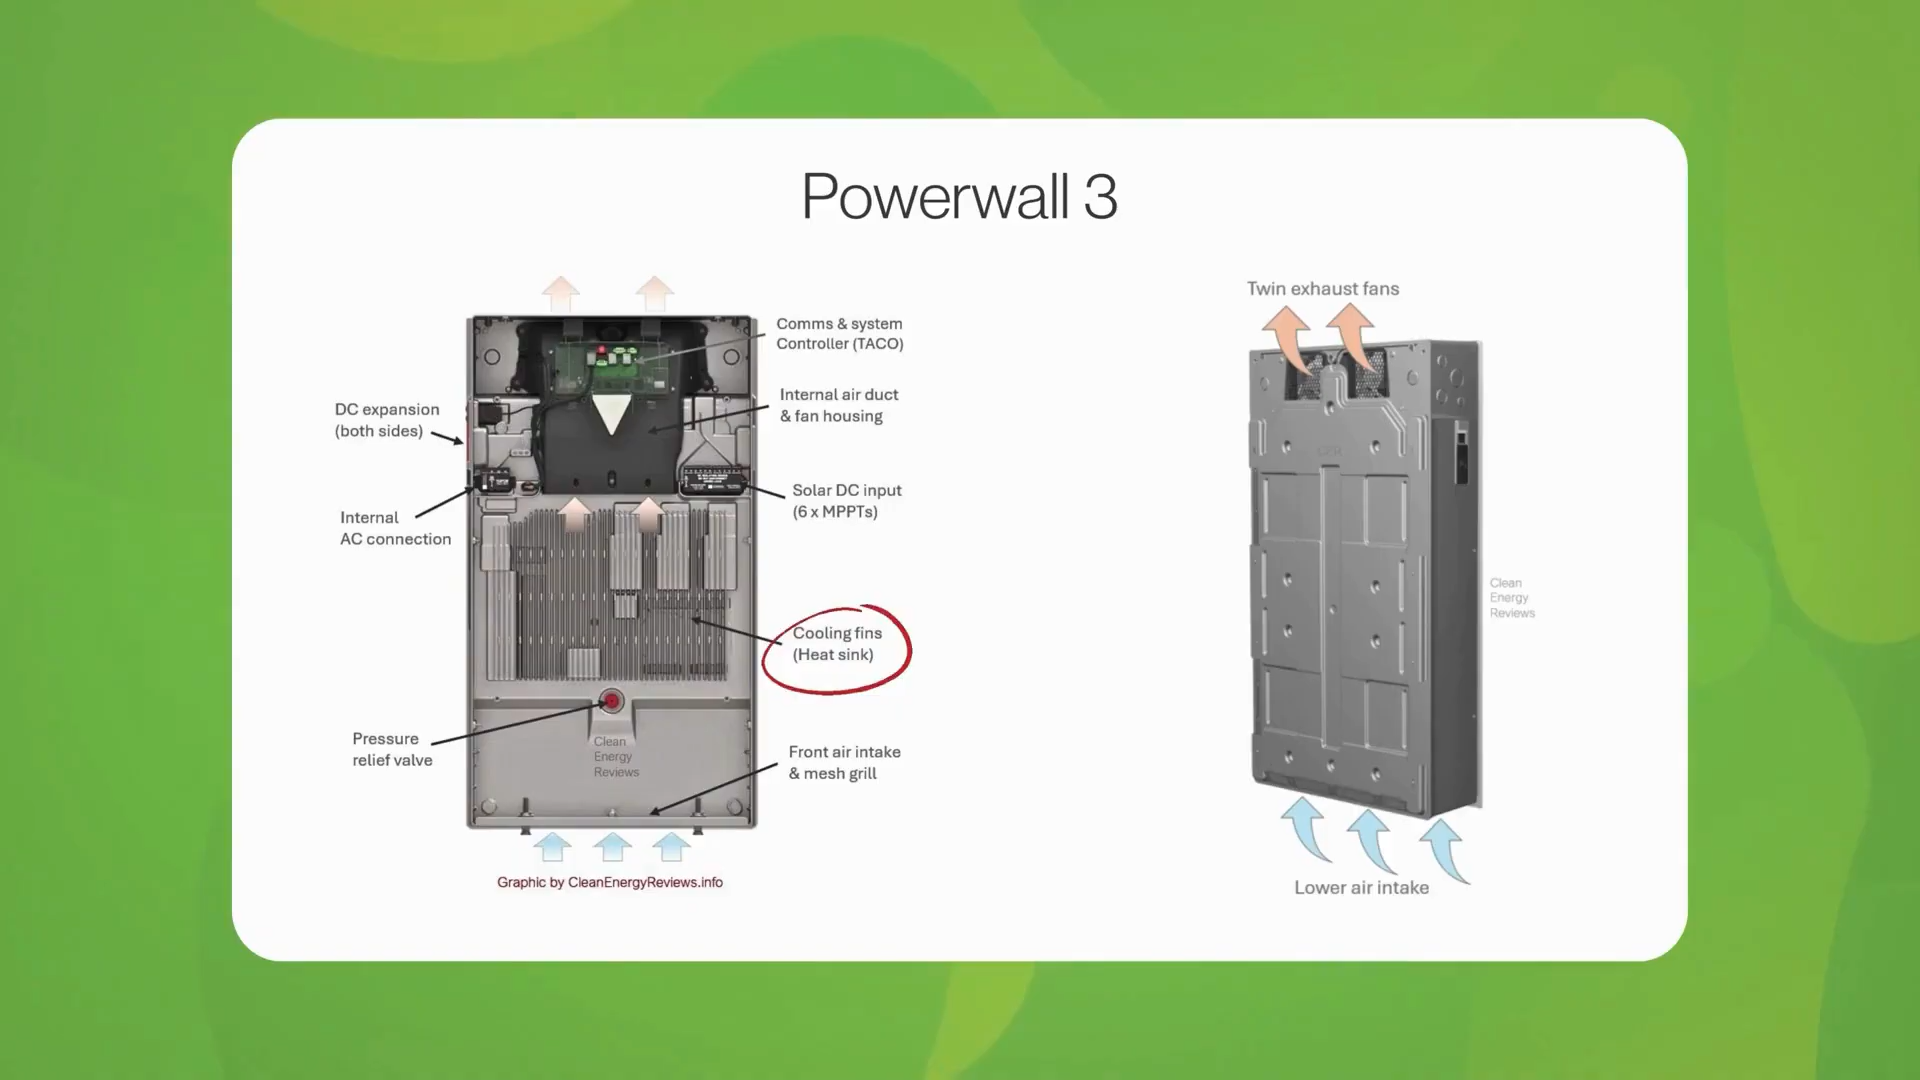 Powerwall 3
Comms & system
Controller (TACO)
Internal air duct
& fan housing
DC expansion
(both sides)
Solar DC input
(6 x MPPTs)
Internal
AC connection
Cooling fins
(Heat sink)
Pressure
relief valve
Clean
Energy
Reviews
Front air intake
& mesh grill
Graphic by CleanEnergyReviews.info
Twin exhaust fans
Clean
Energy
Reviews
Lower air intake